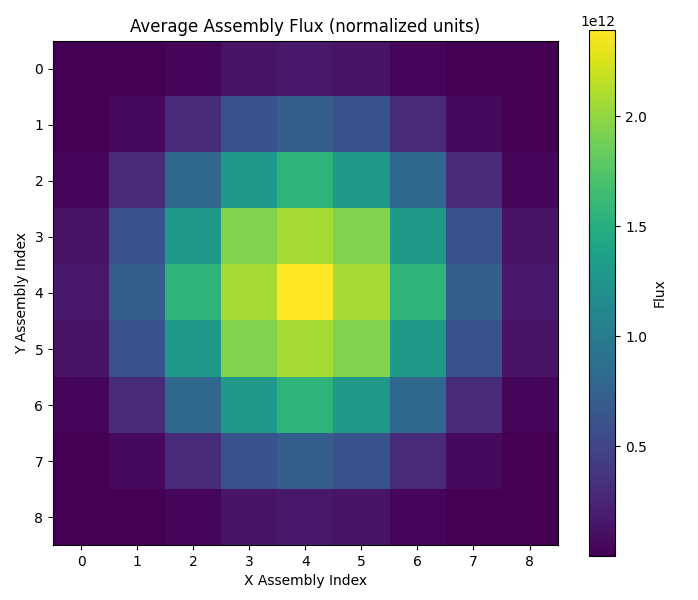 Average Assembly Flux (normalized units)
1e12
0
1
2
3
4
5
6
7
8
Y Assembly Index
0 1 2 3 4 5 6 7 8
X Assembly Index
2.0
1.5
1.0
0.5
Flux